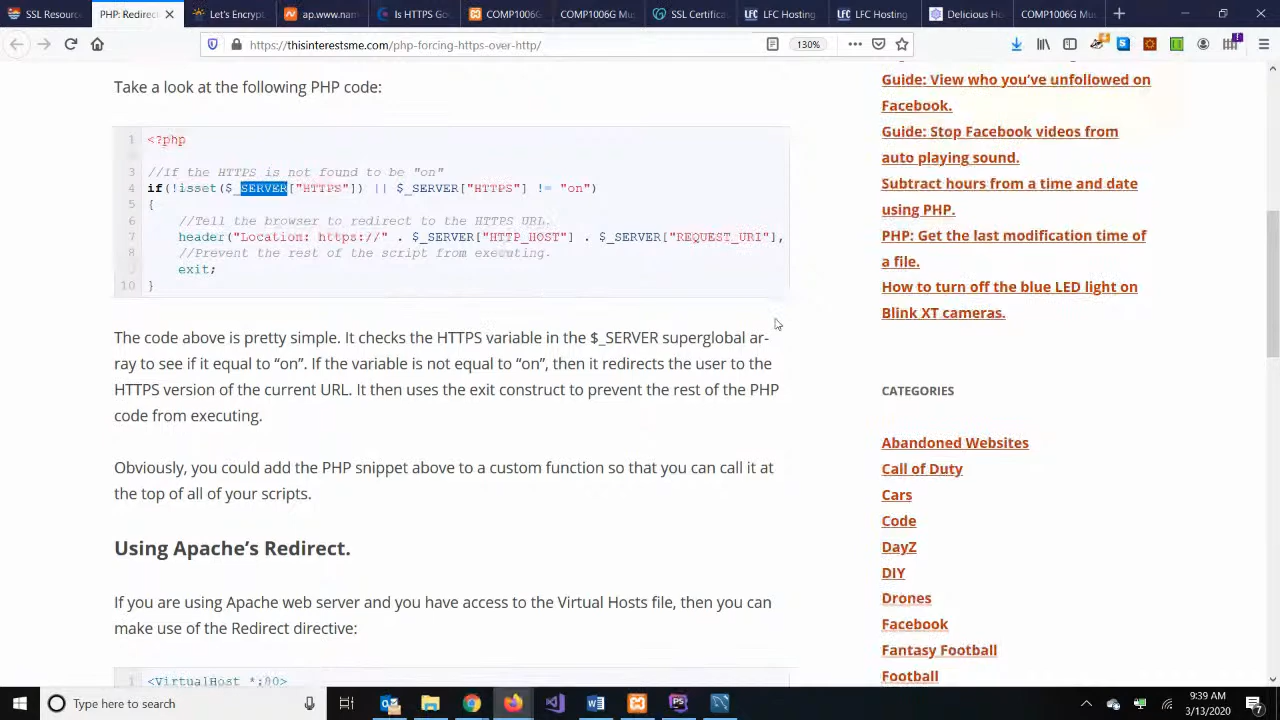 SSL Resour
PHP: Redirect
Let's Encrypt
ap.www.nam
Is HTTPS Go
COMP1006G
COMP1006G Mu
SSL Certifica
LFC LFC Hosting
LFC LFC Hosting
Delicious Ho
COMP1006G Mu
https://thisinterestsme.com/php-forcing-https-over-http/
130%
Take a look at the following PHP code:
1 <?php
3 //if the HTTPS is not found to be "on"
4 if(!isset($_SERVER["HTTPS"]) || $_SERVER["HTTPS"] != "on")
5 {
6 //Tell the browser to redirect to the HTTPS URL.
7 header("Location: https://" . $_SERVER["HTTP_HOST"] . $_SERVER["REQUEST_URI"],
8 //Prevent the rest of the script from executing.
9 exit;
10 }
The code above is pretty simple. It checks the HTTPS variable in the $_SERVER superglobal ar-
ray to see if it equal to “on”. If the variable is not equal to “on”, then it redirects the user to the
HTTPS version of the current URL. It then uses the exit construct to prevent the rest of the PHP
code from executing.
Obviously, you could add the PHP snippet above to a custom function so that you can call it at
the top of all of your scripts.
Using Apache’s Redirect.
If you are using Apache web server and you have access to the Virtual Hosts file, then you can
make use of the Redirect directive:
1 <VirtualHost *:80>
Guide: View who you’ve unfollowed on
Facebook.
Guide: Stop Facebook videos from
auto playing sound.
Subtract hours from a time and date
using PHP.
PHP: Get the last modification time of
a file.
How to turn off the blue LED light on
Blink XT cameras.
CATEGORIES
Abandoned Websites
Call of Duty
Cars
Code
DayZ
DIY
Drones
Facebook
Fantasy Football
Football
Type here to search
9:39 AM
3/13/2020
7